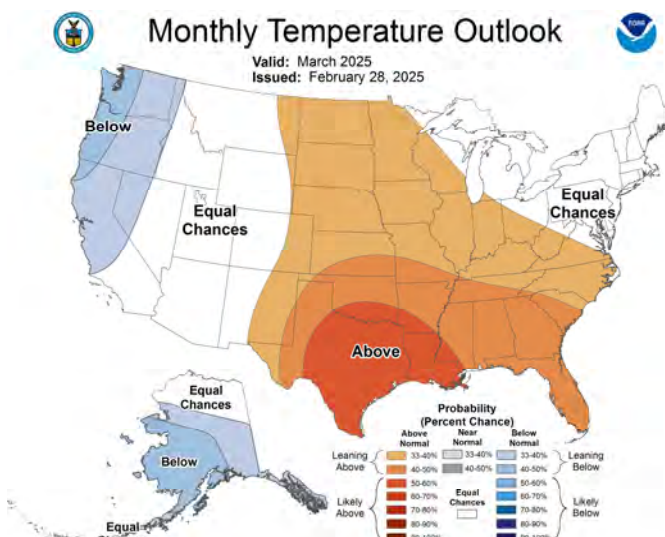 Monthly Temperature Outlook
Valid: March 2025
Issued: February 28, 2025
NOAA
Below
Equal
Chances
Equal
Chances
Above
Equal
Chances
Below
Equal
Probability
(Percent Chance)
Above
Normal
Near
Normal
Below
Normal
Leaning
Above
33-40%
33-40%
33-40%
Leaning
Below
40-50%
40-50%
40-50%
50-60%
50-60%
Likely
Above
60-70%
Equal
Chances
60-70%
Likely
Below
70-80%
70-80%
80-90%
80-90%